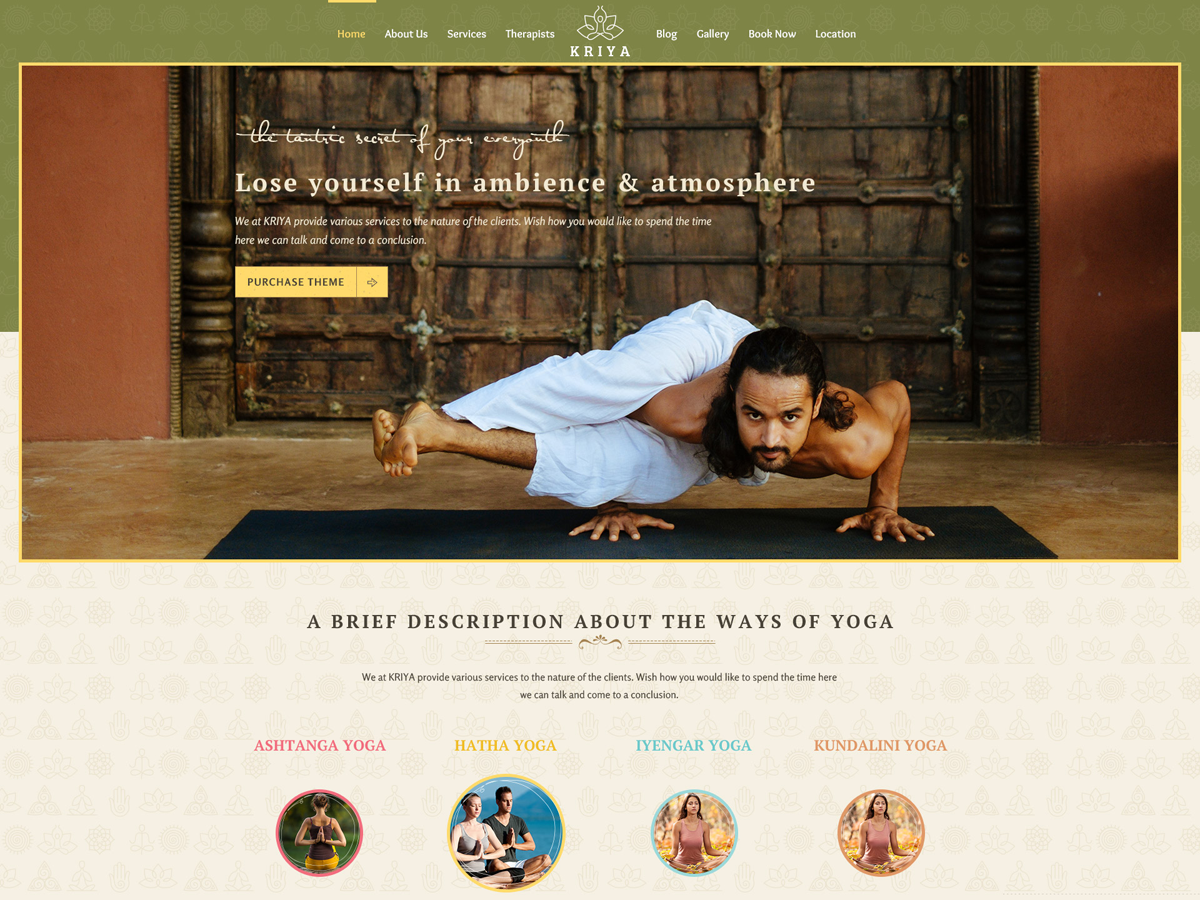 Home About Us Services Therapists KRIYA Blog Gallery Book Now Location
the tantric secret of your everyouth
Lose yourself in ambience & atmosphere
We at KRIYA provide various services to the nature of the clients. Wish how you would like to spend the time
here we can talk and come to a conclusion.
PURCHASE THEME
A BRIEF DESCRIPTION ABOUT THE WAYS OF YOGA
We at KRIYA provide various services to the nature of the clients. Wish how you would like to spend the time here
we can talk and come to a conclusion.
ASHTANGA YOGA HATHA YOGA IYENGAR YOGA KUNDALINI YOGA